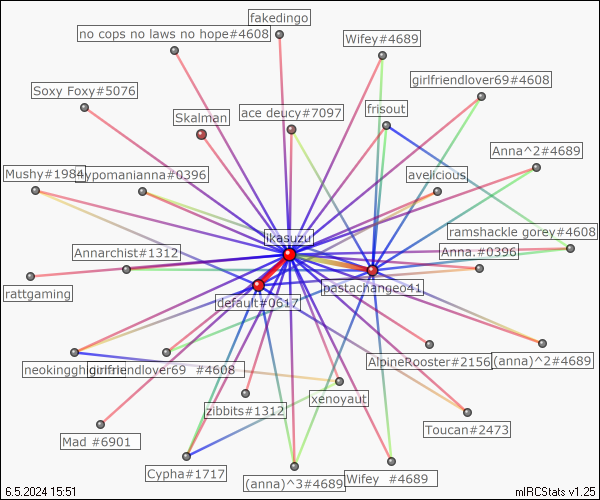 fakedingo
no cops no laws no hope#4608
Wifey#4689
girlfriendlover69#4608
Soxy Foxy#5076
Skalman
ace deucy#7097
frisout
Anna^2#4689
Mushy#1984
hypomanianna#0396
avelicious
ramshackle gorey#4608
ikasuzu
Annarchist#1312
Anna.#0396
rattgaming
default#0617
pastachangeo41
neokingghidorah
girlfriendlover69 #4608
AlpineRooster#2156
(anna)^2#4689
zibbits#1312
xenoyaut
Mad #6901
Toucan#2473
Cypha#1717
(anna)^3#4689
Wifey #4689
6.5.2024 15:51
mIRCStats v1.25